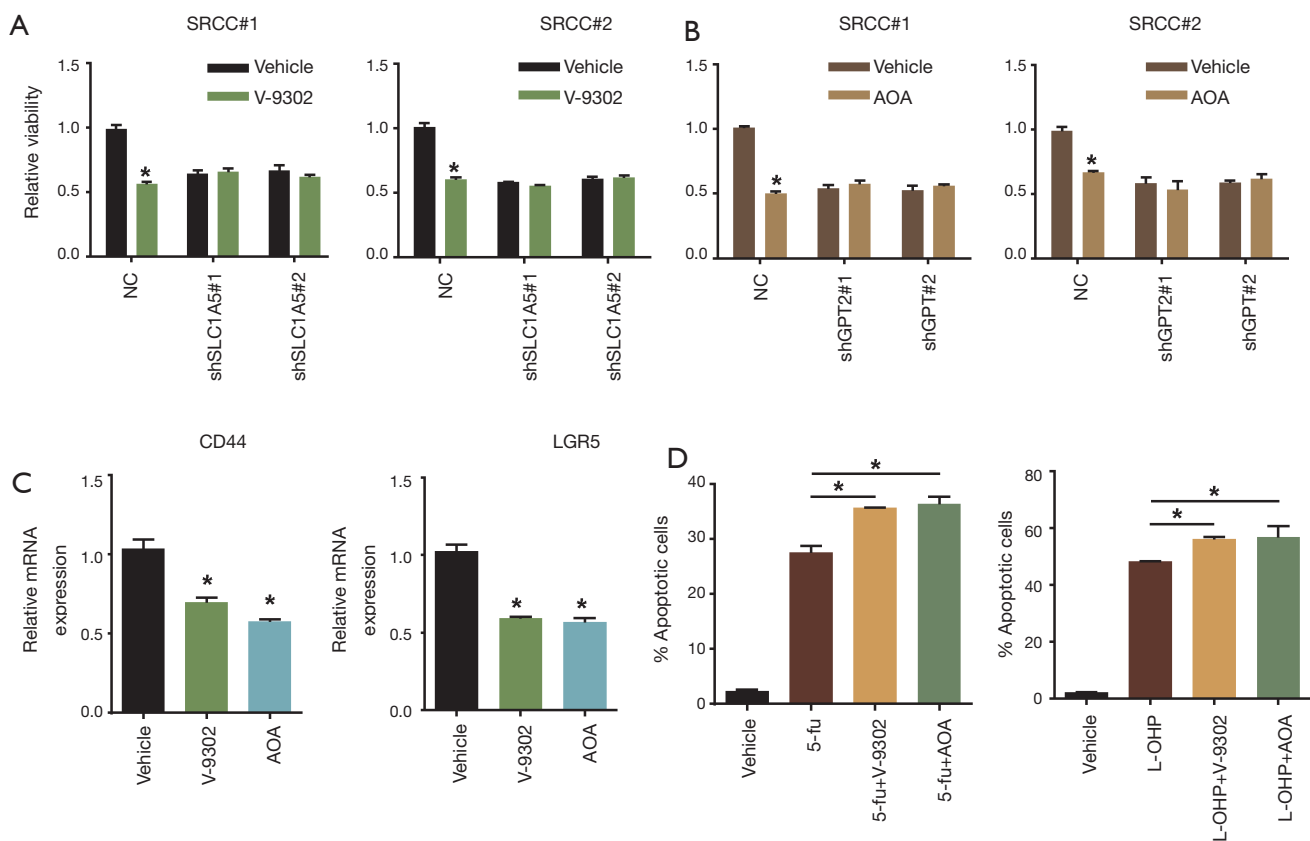 A
SRCC#1
SRCC#2
Relative viability
1.5
1.0
0.5
0.0
Vehicle
V-9302
*
NC
shSLC1A5#1
shSLC1A5#2
1.5
1.0
0.5
0.0
Vehicle
V-9302
*
NC
shSLC1A5#1
shSLC1A5#2
B
SRCC#1
SRCC#2
1.5
1.0
0.5
0.0
Vehicle
AOA
*
NC
shGPT2#1
shGPT#2
1.5
1.0
0.5
0.0
Vehicle
AOA
*
NC
shGPT2#1
shGPT#2
C
CD44
Relative mRNA
expression
1.5
1.0
0.5
0.0
*
*
Vehicle
V-9302
AOA
LGR5
Relative mRNA
expression
1.5
1.0
0.5
0.0
*
*
Vehicle
V-9302
AOA
D
% Apoptotic cells
40
30
20
10
0
*
*
Vehicle
5-fu
5-fu+V-9302
5-fu+AOA
% Apoptotic cells
80
60
40
20
0
*
*
Vehicle
L-OHP
L-OHP+V-9302
L-OHP+AOA